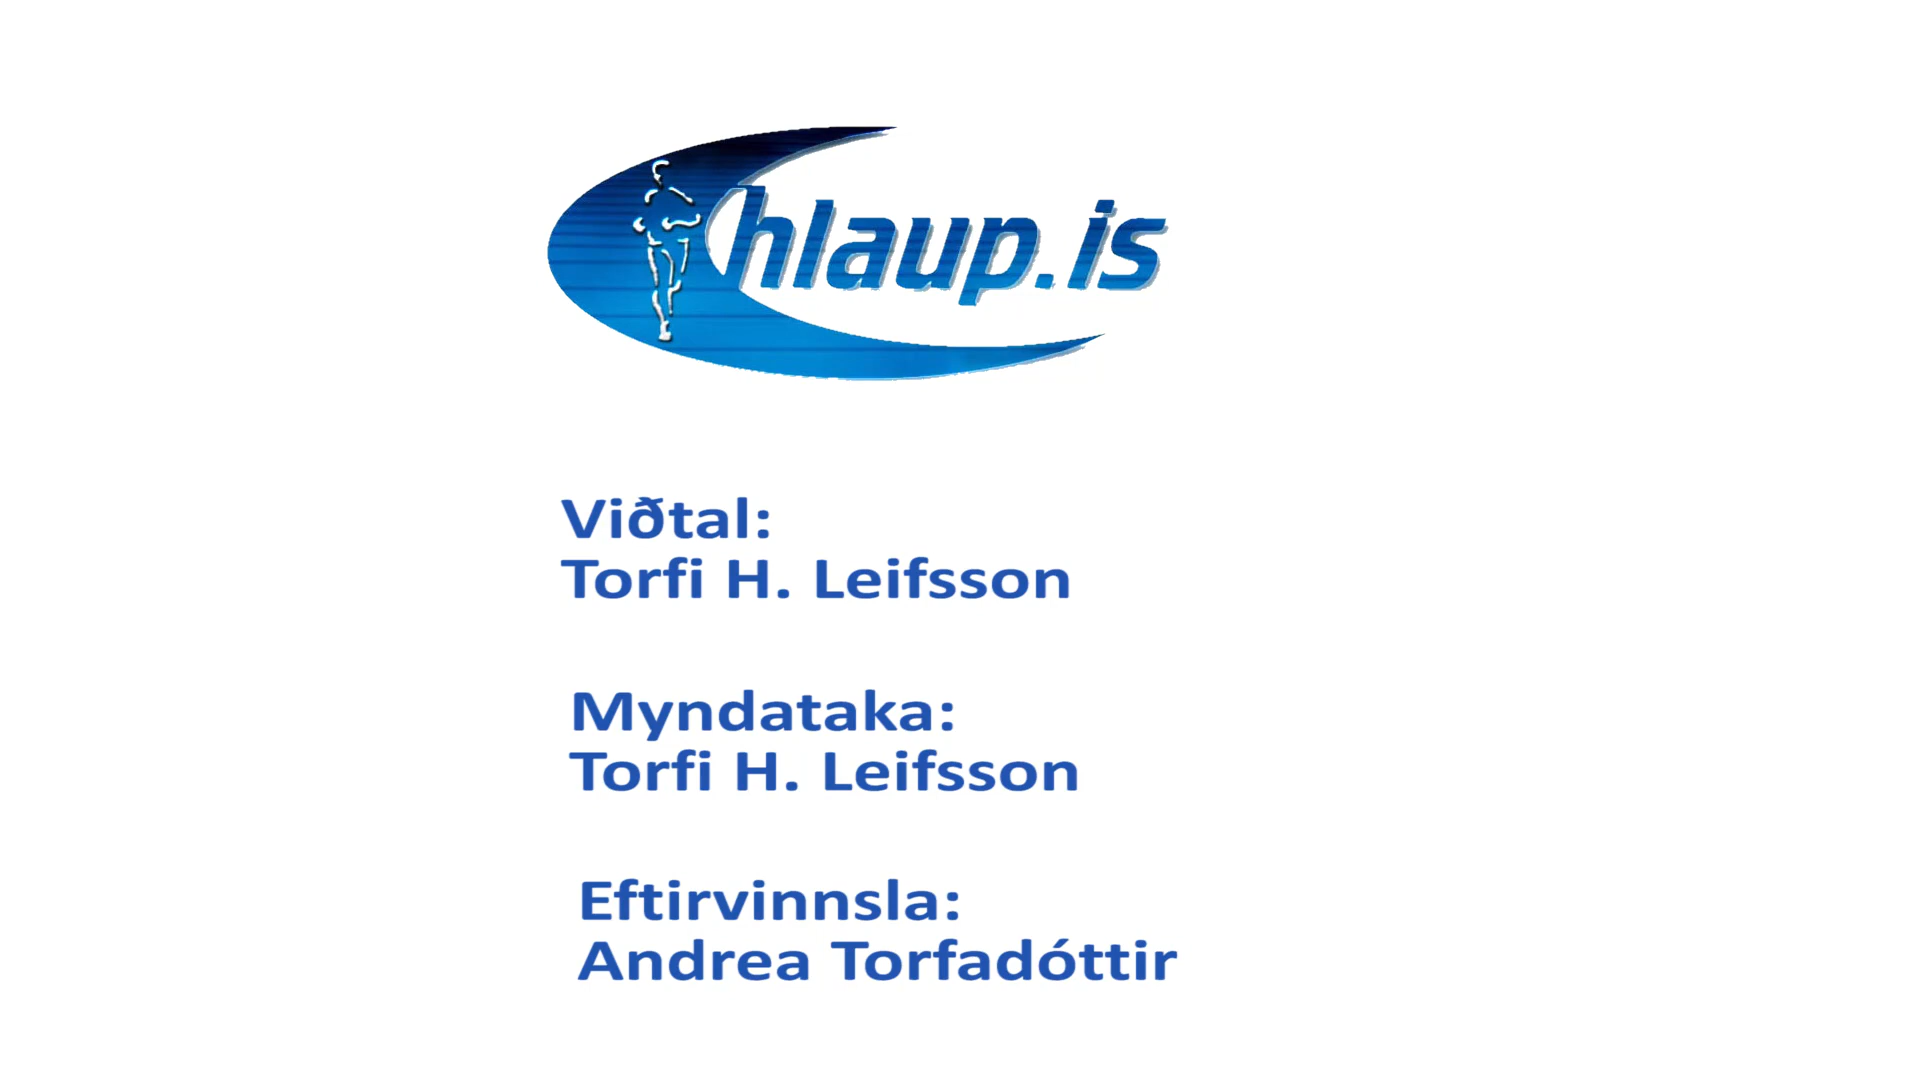 hlaup.is
Viðtal:
Torfi H. Leifsson
Myndataka:
Torfi H. Leifsson
Eftirvinnsla:
Andrea Torfadóttir